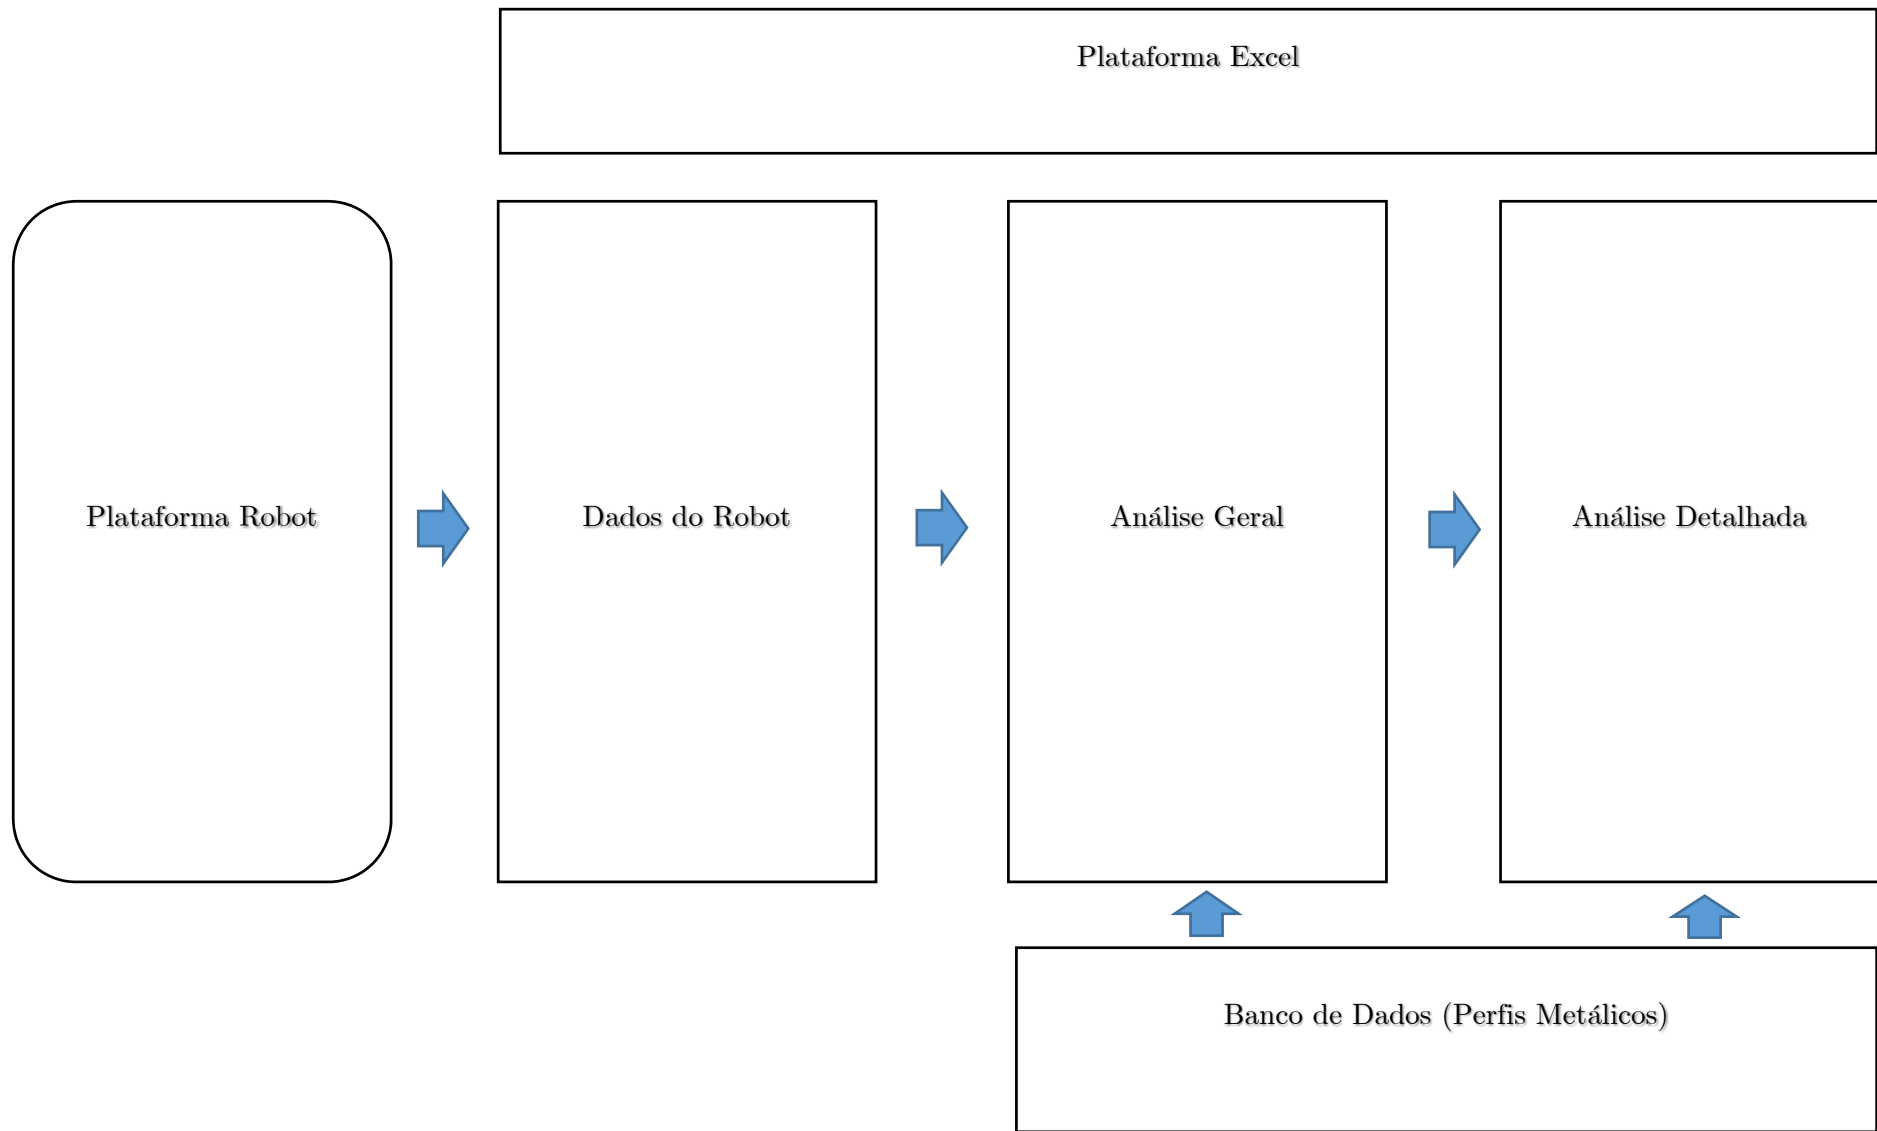 Plataforma Excel
Plataforma Robot
Dados do Robot
Análise Geral
Análise Detalhada
Banco de Dados (Perfis Metálicos)